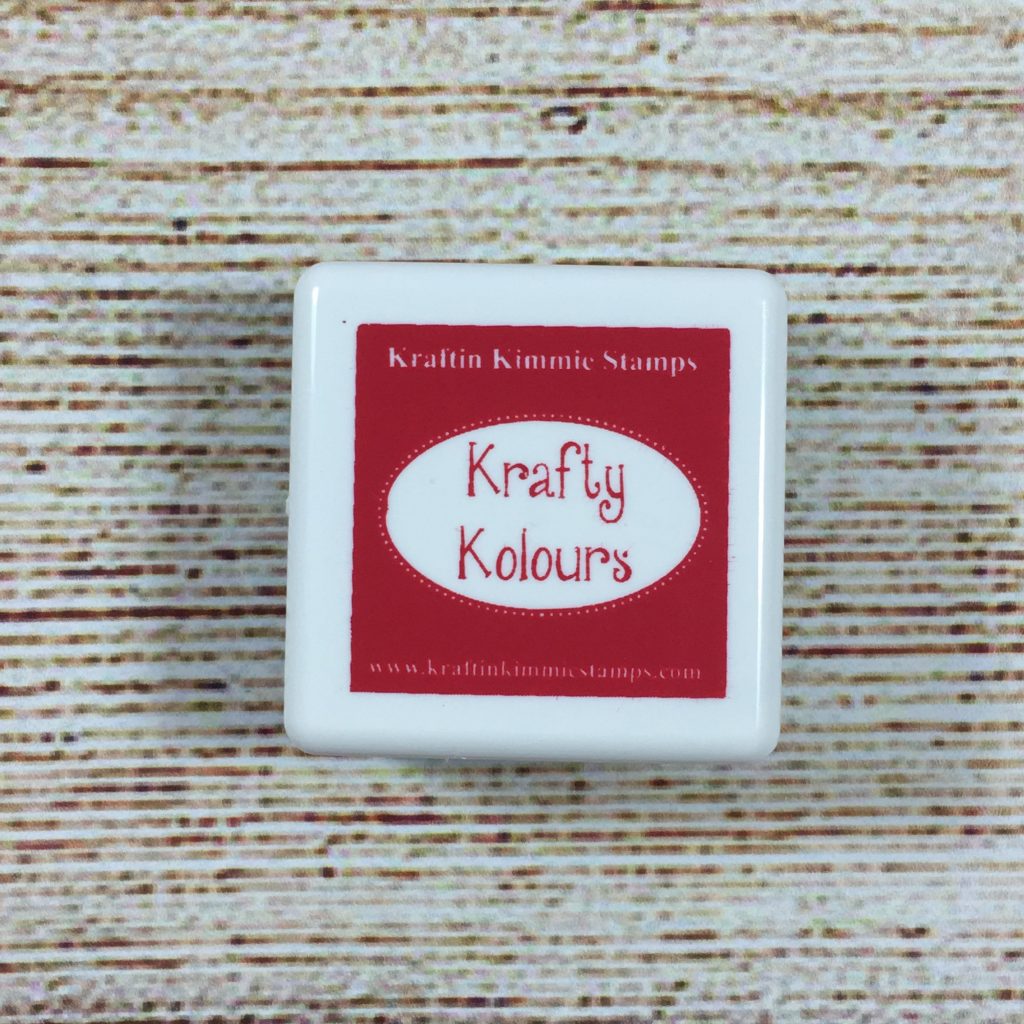 Kraftin Kimmie Stamps
Krafty
Kolours
www.kraftinkimmiestamps.com